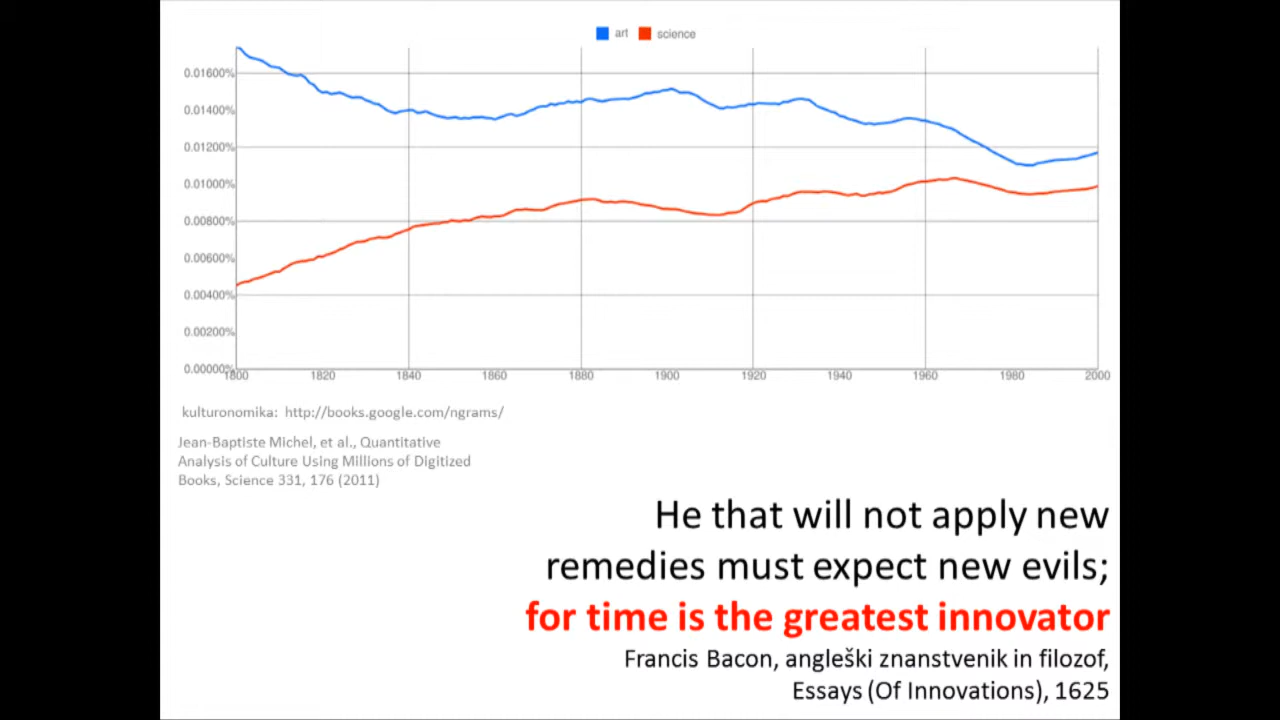 art science
0.01600%
0.01400%
0.01200%
0.01000%
0.00800%
0.00600%
0.00400%
0.00200%
0.00000%
1800 1820 1840 1860 1880 1900 1920 1940 1960 1980 2000
kulturonomika: http://books.google.com/ngrams/
Jean-Baptiste Michel, et al., Quantitative
Analysis of Culture Using Millions of Digitized
Books, Science 331, 176 (2011)
He that will not apply new
remedies must expect new evils;
for time is the greatest innovator
Francis Bacon, angleški znanstvenik in filozof,
Essays (Of Innovations), 1625